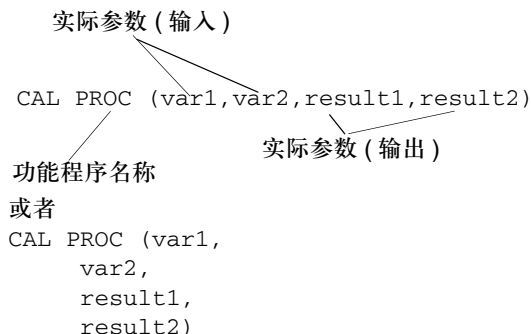 实际参数 ( 输入 )
CAL PROC (var1,var2,result1,result2)
实际参数 ( 输出 )
功能程序名称
或者
CAL PROC (var1,
var2,
result1,
result2)